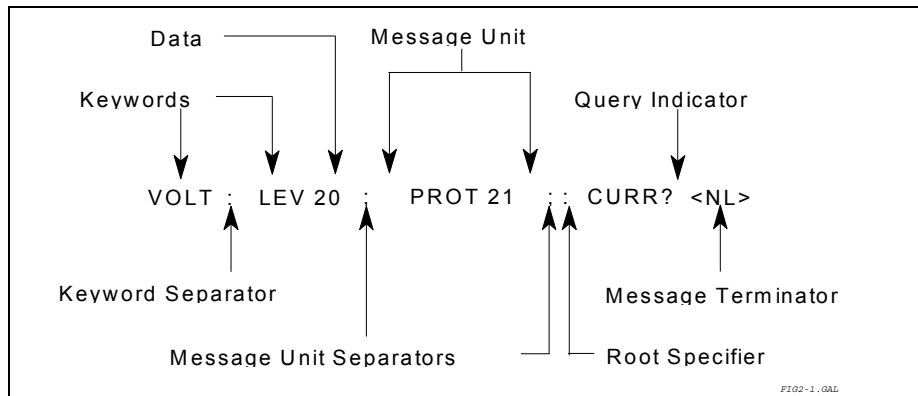 Data
Message Unit
Keywords
Query Indicator
VOLT : LEV 20 ; PROT 21 ; : CURR? <NL>
Keyword Separator
Message Terminator
Message Unit Separators
Root Specifier
FIG2-1.GAL